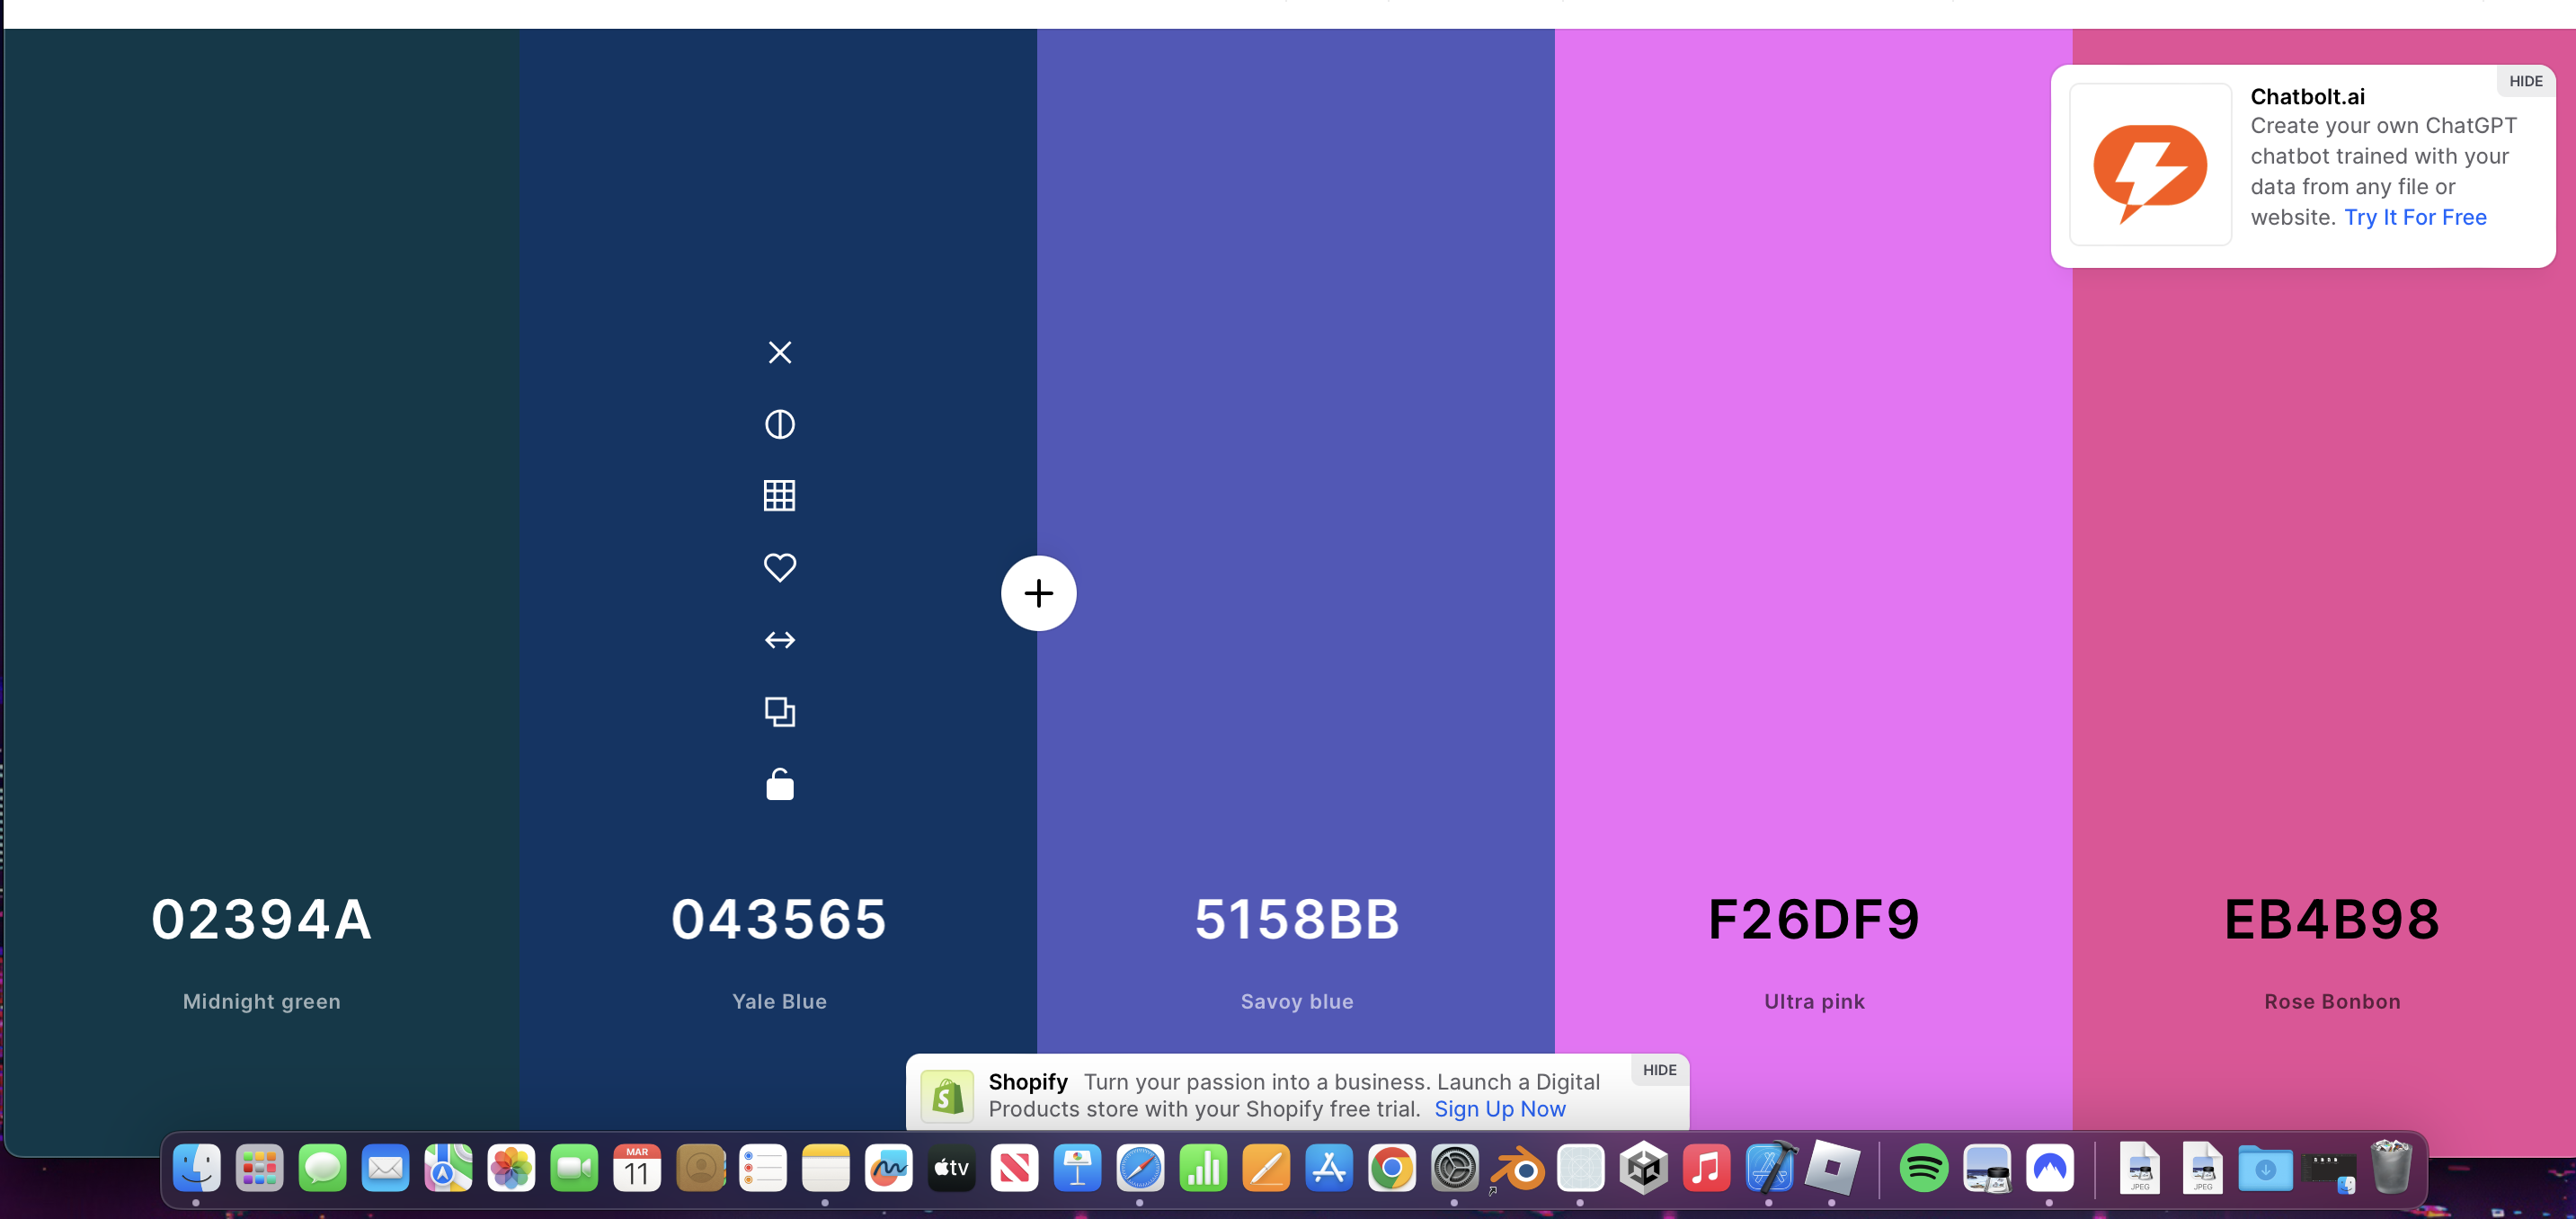 HIDE
Chatbolt.ai
Create your own ChatGPT
chatbot trained with your
data from any file or
website. Try It For Free
02394A
043565
5158BB
F26DF9
EB4B98
Midnight green
Yale Blue
Savoy blue
Ultra pink
Rose Bonbon
HIDE
Shopify Turn your passion into a business. Launch a Digital
Products store with your Shopify free trial. Sign Up Now
MAR
11
tv
JPEG
JPEG